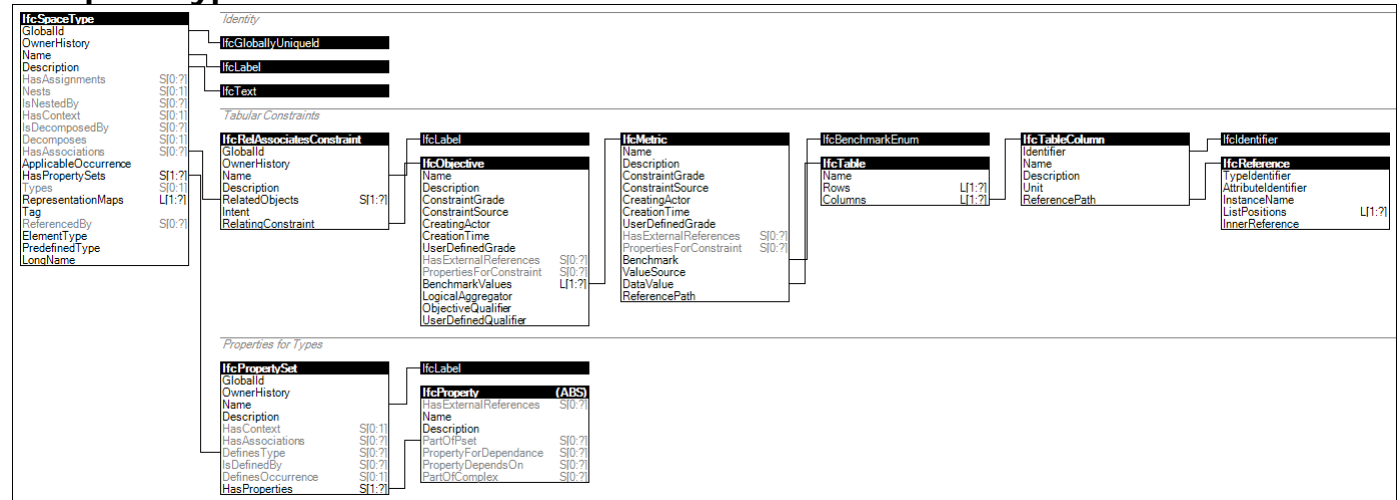 IfcSpaceType
GlobalId
OwnerHistory
Name
Description
HasAssignments S[0:?]
Nests S[0:1]
IsNestedBy S[0:?]
HasContext S[0:1]
IsDecomposedBy S[0:?]
Decomposes S[0:1]
HasAssociations S[0:?]
ApplicableOccurrence
HasPropertySets S[1:?]
Types S[0:1]
RepresentationMaps L[1:?]
Tag
ReferencedBy S[0:?]
ElementType
PredefinedType
LongName
Identity
IfcGloballyUniqueId
IfcLabel
IfcText
Tabular Constraints
IfcRelAssociatesConstraint
GlobalId
OwnerHistory
Name
Description
RelatedObjects S[1:?]
Intent
RelatingConstraint
IfcLabel
IfcObjective
Name
Description
ConstraintGrade
ConstraintSource
CreatingActor
CreationTime
UserDefinedGrade
HasExternalReferences S[0:?]
PropertiesForConstraint S[0:?]
BenchmarkValues L[1:?]
LogicalAggregator
ObjectiveQualifier
UserDefinedQualifier
IfcMetric
Name
Description
ConstraintGrade
ConstraintSource
CreatingActor
CreationTime
UserDefinedGrade
HasExternalReferences S[0:?]
PropertiesForConstraint S[0:?]
Benchmark
ValueSource
DataValue
ReferencePath
IfcBenchmarkEnum
IfcTable
Name
Rows L[1:?]
Columns L[1:?]
IfcTableColumn
Identifier
Name
Description
Unit
ReferencePath
IfcIdentifier
IfcReference
TypeIdentifier
AttributeIdentifier
InstanceName
ListPositions L[1:?]
InnerReference
Properties for Types
IfcPropertySet
GlobalId
OwnerHistory
Name
Description
HasContext S[0:1]
HasAssociations S[0:?]
DefinesType S[0:?]
IsDefinedBy S[0:?]
DefinesOccurrence S[0:1]
HasProperties S[1:?]
IfcLabel
IfcProperty (ABS)
HasExternalReferences S[0:?]
Name
Description
PartOfPset S[0:?]
PropertyForDependance S[0:?]
PropertyDependsOn S[0:?]
PartOfComplex S[0:?]